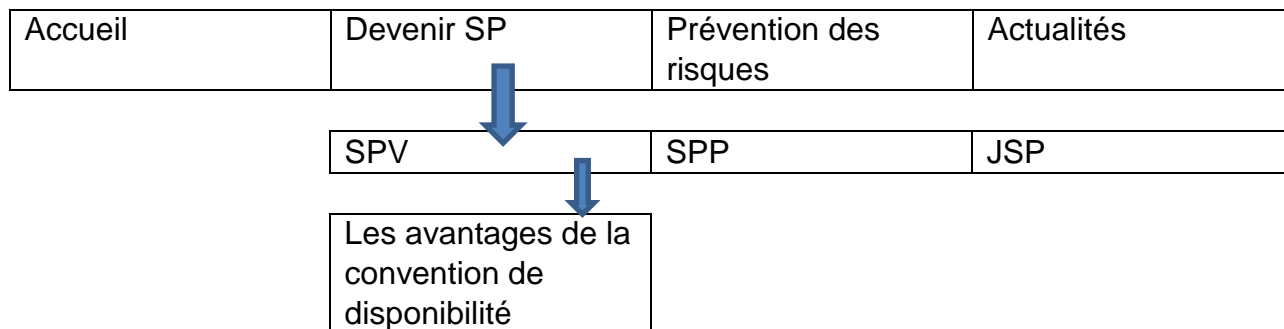 Accueil
Devenir SP
Prévention des
risques
Actualités
SPV
SPP
JSP
Les avantages de la
convention de
disponibilité